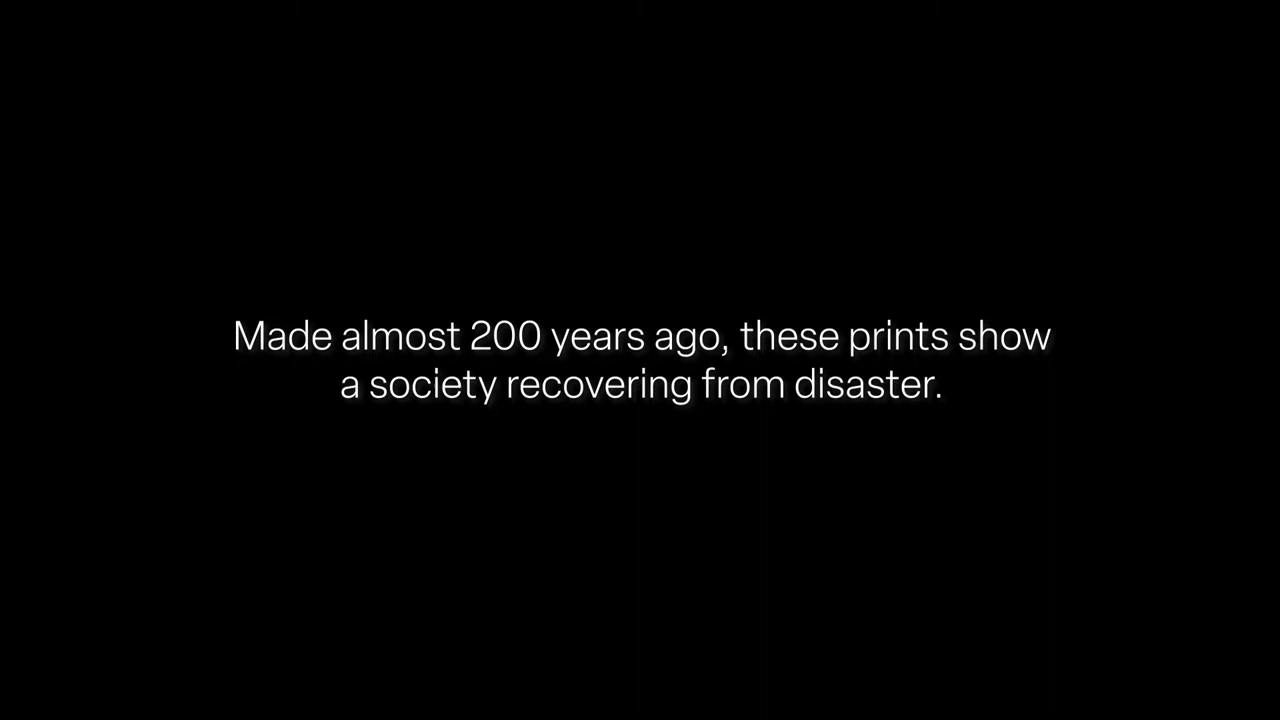 Made almost 200 years ago, these prints show
a society recovering from disaster.